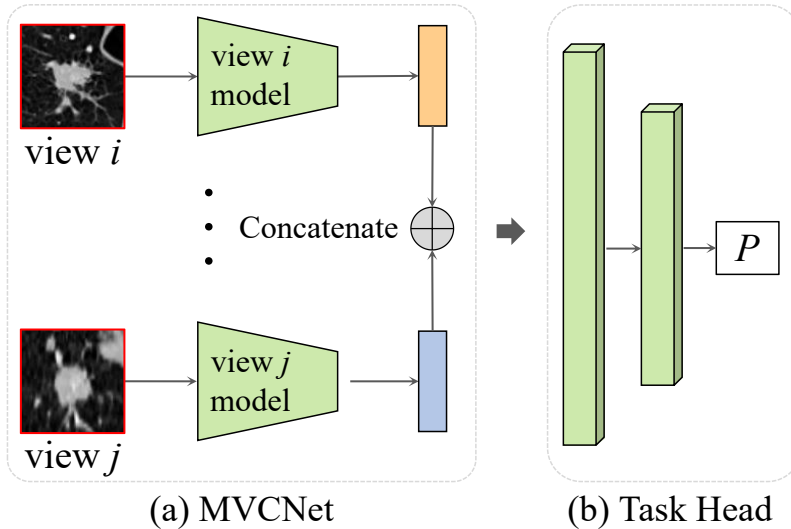 view i
model
view i
Concatenate
view j
model
view j
P
(a) MVCNet
(b) Task Head